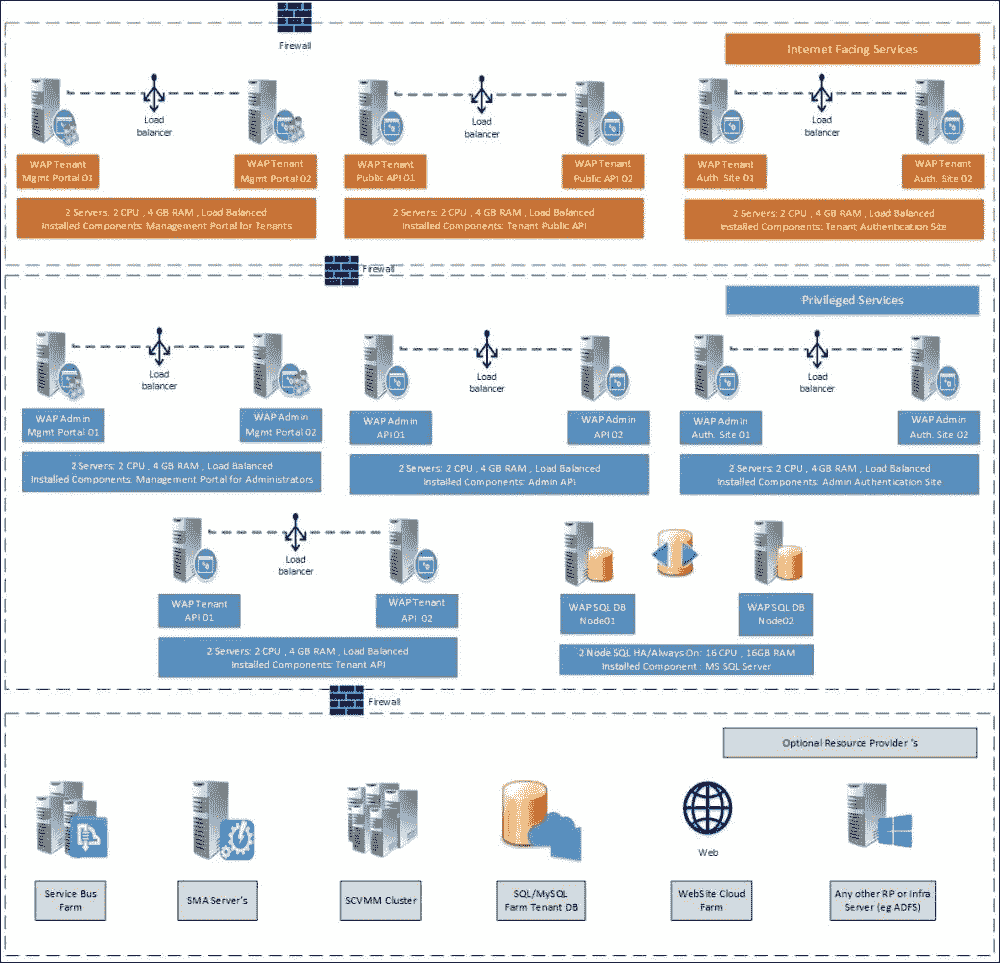 Firewall
Internet Facing Services
Load
balancer
Load
balancer
Load
balancer
WAP Tenant
Mgmt Portal 01
WAP Tenant
Mgmt Portal 02
WAP Tenant
Public API 01
WAP Tenant
Public API 02
WAP Tenant
Auth. Site 01
WAP Tenant
Auth. Site 02
2 Servers: 2 CPU , 4 GB RAM , Load Balanced
Installed Components: Management Portal for Tenants
2 Servers: 2 CPU , 4 GB RAM , Load Balanced
Installed Components: Tenant Public API
2 Servers: 2 CPU , 4 GB RAM , Load Balanced
Installed Components: Tenant Authentication Site
Firewall
Privileged Services
Load
balancer
Load
balancer
Load
balancer
WAP Admin
Mgmt Portal 01
WAP Admin
Mgmt Portal 02
WAP Admin
API 01
WAP Admin
API 02
WAP Admin
Auth. Site 01
WAP Admin
Auth. Site 02
2 Servers: 2 CPU , 4 GB RAM , Load Balanced
Installed Components: Management Portal for Administrators
2 Servers: 2 CPU , 4 GB RAM , Load Balanced
Installed Components: Admin API
2 Servers: 2 CPU , 4 GB RAM , Load Balanced
Installed Components: Admin Authentication Site
Load
balancer
WAP Tenant
API 01
WAP Tenant
API 02
WAP SQL DB
Node01
WAP SQL DB
Node02
2 Servers: 2 CPU , 4 GB RAM , Load Balanced
Installed Components: Tenant API
2 Node SQL HA/Always On: 16 CPU , 16GB RAM
Installed Component : MS SQL Server
Firewall
Optional Resource Provider 's
Web
Service Bus
Farm
SMA Server's
SCVMM Cluster
SQL/MySQL
Farm Tenant DB
WebSite Cloud
Farm
Any other RP or Infra
Server (eg ADFS)